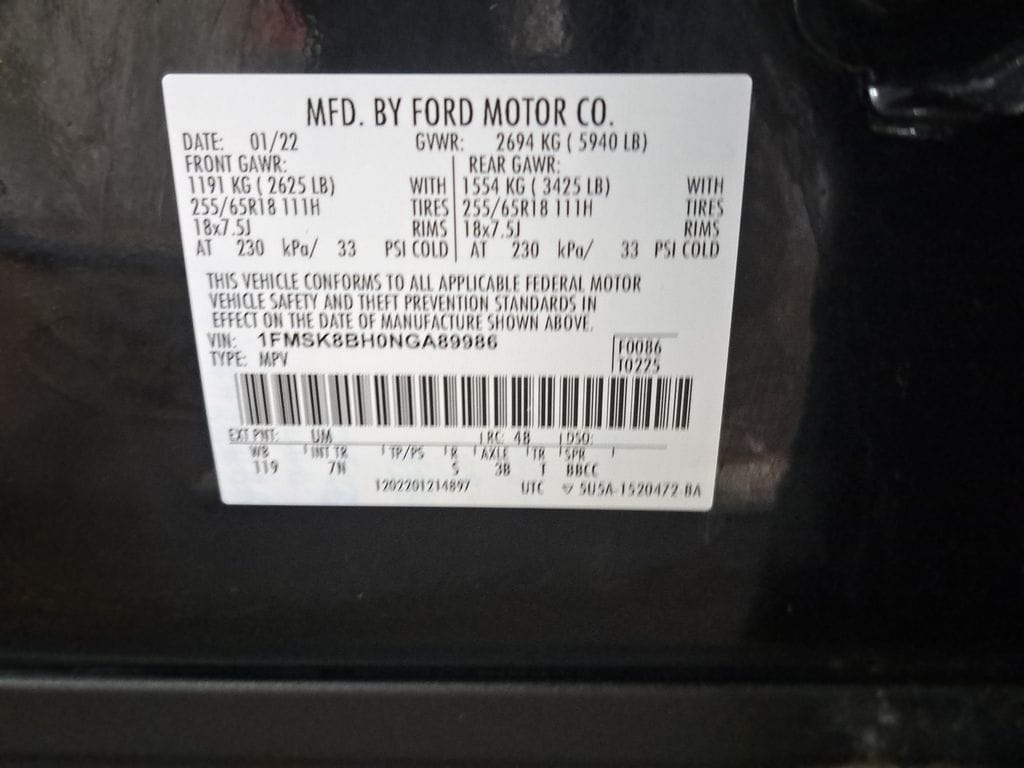 MFD. BY FORD MOTOR CO.
DATE: 01/22 GVWR: 2694 KG ( 5940 LB)
FRONT GAWR: REAR GAWR:
1191 KG ( 2625 LB) WITH 1554 KG ( 3425 LB) WITH
255/65R18 111H TIRES 255/65R18 111H TIRES
18x7.5J RIMS 18x7.5J RIMS
AT 230 kPa/ 33 PSI COLD AT 230 kPa/ 33 PSI COLD
THIS VEHICLE CONFORMS TO ALL APPLICABLE FEDERAL MOTOR
VEHICLE SAFETY AND THEFT PREVENTION STANDARDS IN
EFFECT ON THE DATE OF MANUFACTURE SHOWN ABOVE.
VIN: 1FMSK8BH0NGA89986 F0086
TYPE: MPV T0225
EXT PNT: UM RC: 48 DSO:
WB INT TR TP/PS R AXLE TR SPR
119 7N S 3B T BBCC
1202201214897 UTC ▽ 5U5A-1520472-BA